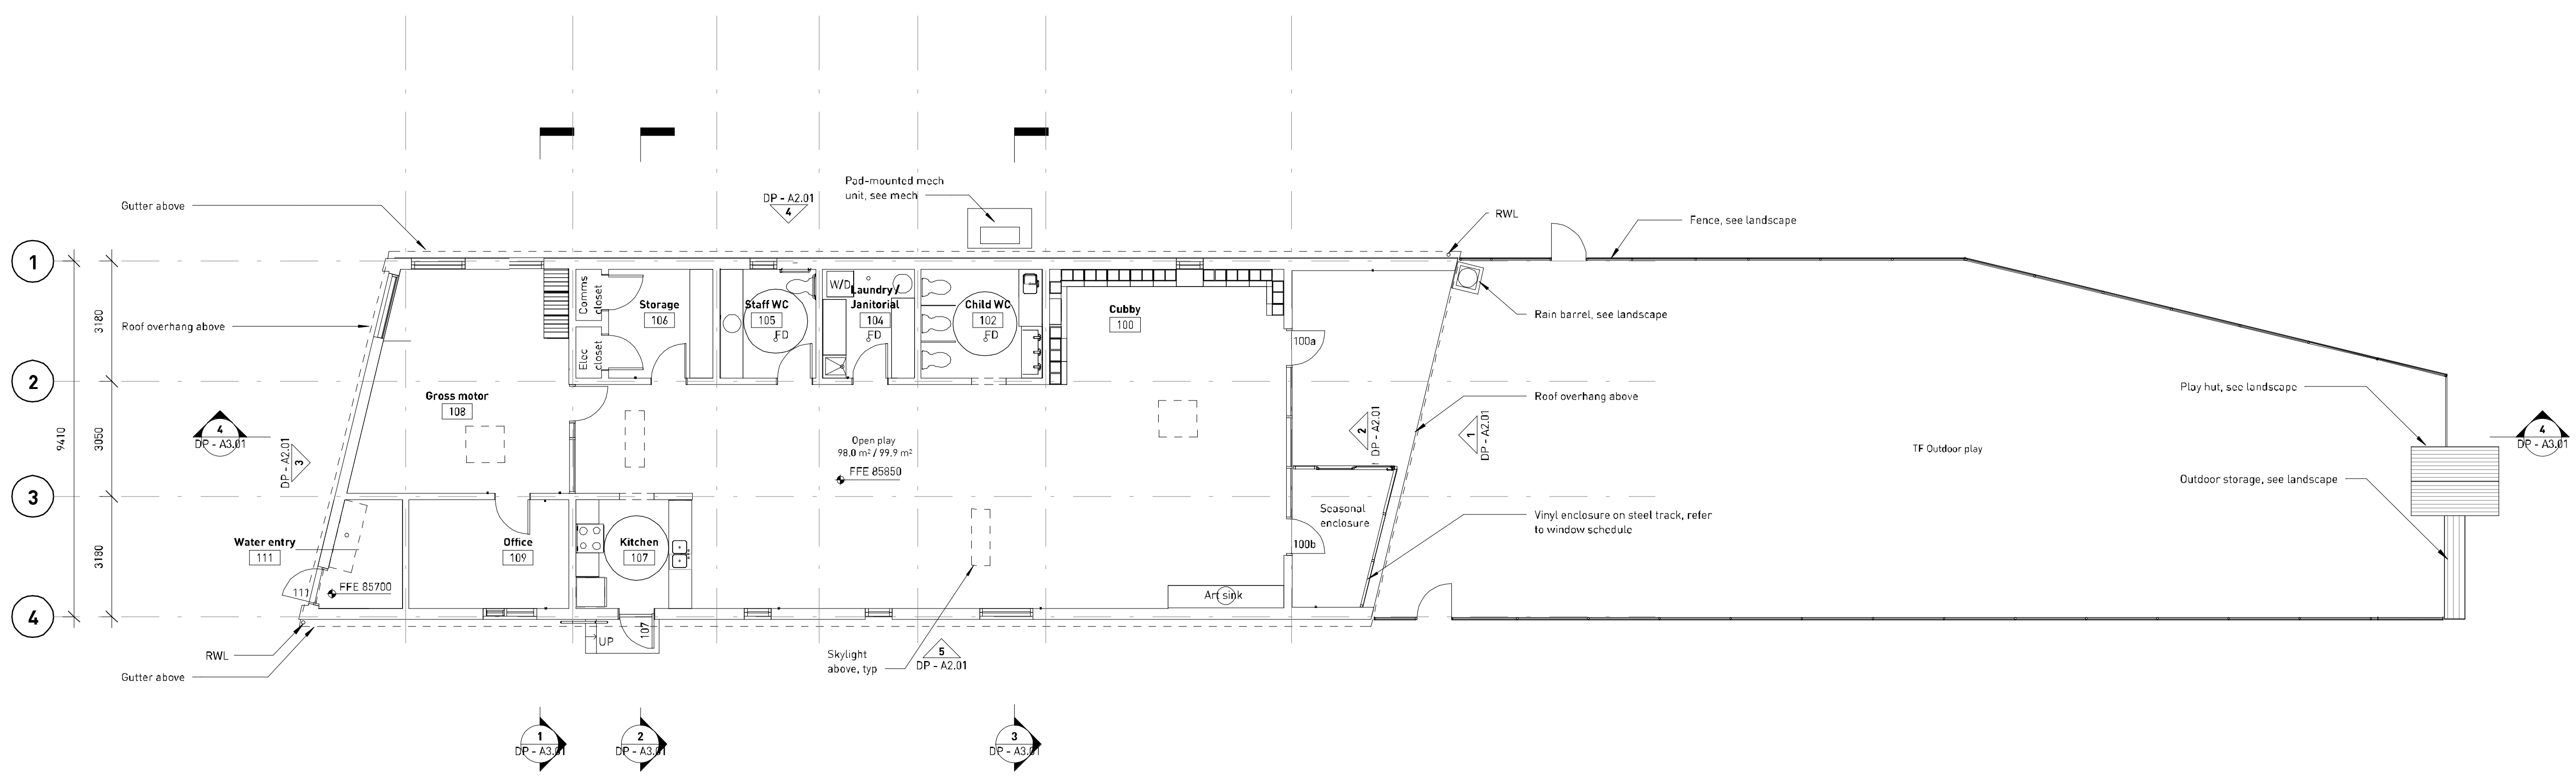 Pad-mounted mech
unit, see mech
DP - A2.01
4
Gutter above
RWL
Fence, see landscape
1
Comms
closet
Storage
106
Staff WC
105
FD
W/D
Laundry /
Janitorial
104
FD
Child WC
102
FD
Cubby
100
100a
Rain barrel, see landscape
3180
Roof overhang above
Elec
closet
2
Gross motor
108
Play hut, see landscape
Roof overhang above
4
DP - A3.01
DP - A2.01
3
9410
3050
Open play
98.0 m² / 99.9 m²
FFE 85850
2
DP - A2.01
1
DP - A2.01
TF Outdoor play
4
DP - A3.01
Outdoor storage, see landscape
3
Seasonal
enclosure
Vinyl enclosure on steel track, refer
to window schedule
Water entry
111
Office
109
Kitchen
107
100b
3180
111
FFE 85700
Art sink
4
UP
107
RWL
Gutter above
Skylight
above, typ
5
DP - A2.01
1
DP - A3.01
2
DP - A3.01
3
DP - A3.01